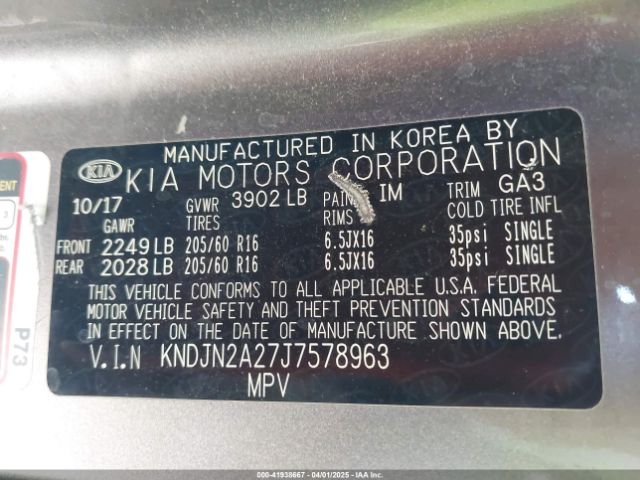 MANUFACTURED IN KOREA BY
KIA KIA MOTORS CORPORATION
10/17 GVWR 3902 LB IM TRIM GA3
GAWR TIRES RIMS COLD TIRE INFL
FRONT 2249 LB 205/60 R16 6.5JX16 35psi SINGLE
REAR 2028 LB 205/60 R16 6.5JX16 35psi SINGLE
THIS VEHICLE CONFORMS TO ALL APPLICABLE U.S.A. FEDERAL
MOTOR VEHICLE SAFETY AND THEFT PREVENTION STANDARDS
IN EFFECT ON THE DATE OF MANUFACTURE SHOWN ABOVE.
V.I.N KNDJN2A27J7578963
MPV
P73
000-41938667 - 04/01/2025 - IAAI.COM